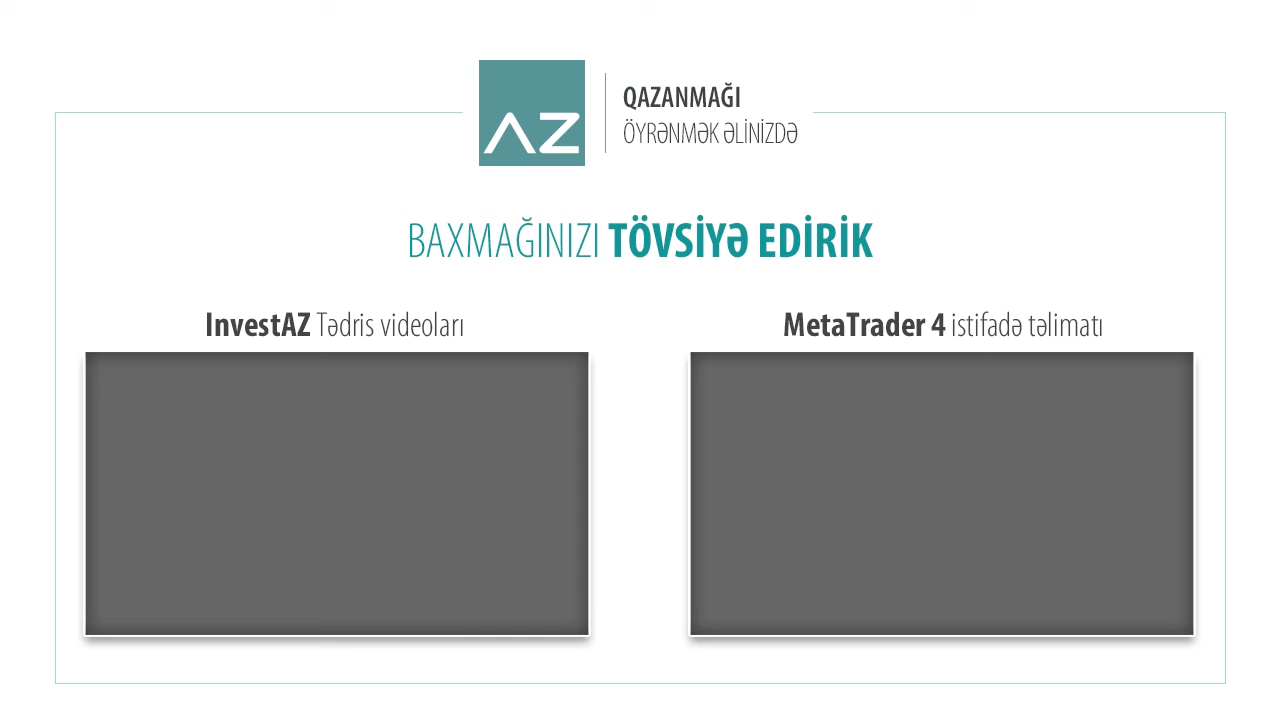 AZ
QAZANMAĞI
ÖYRƏNMƏK ƏLİNİZDƏ
BAXMAĞINIZI TÖVSİYƏ EDİRİK
InvestAZ Tədris videoları
MetaTrader 4 istifadə təlimatı